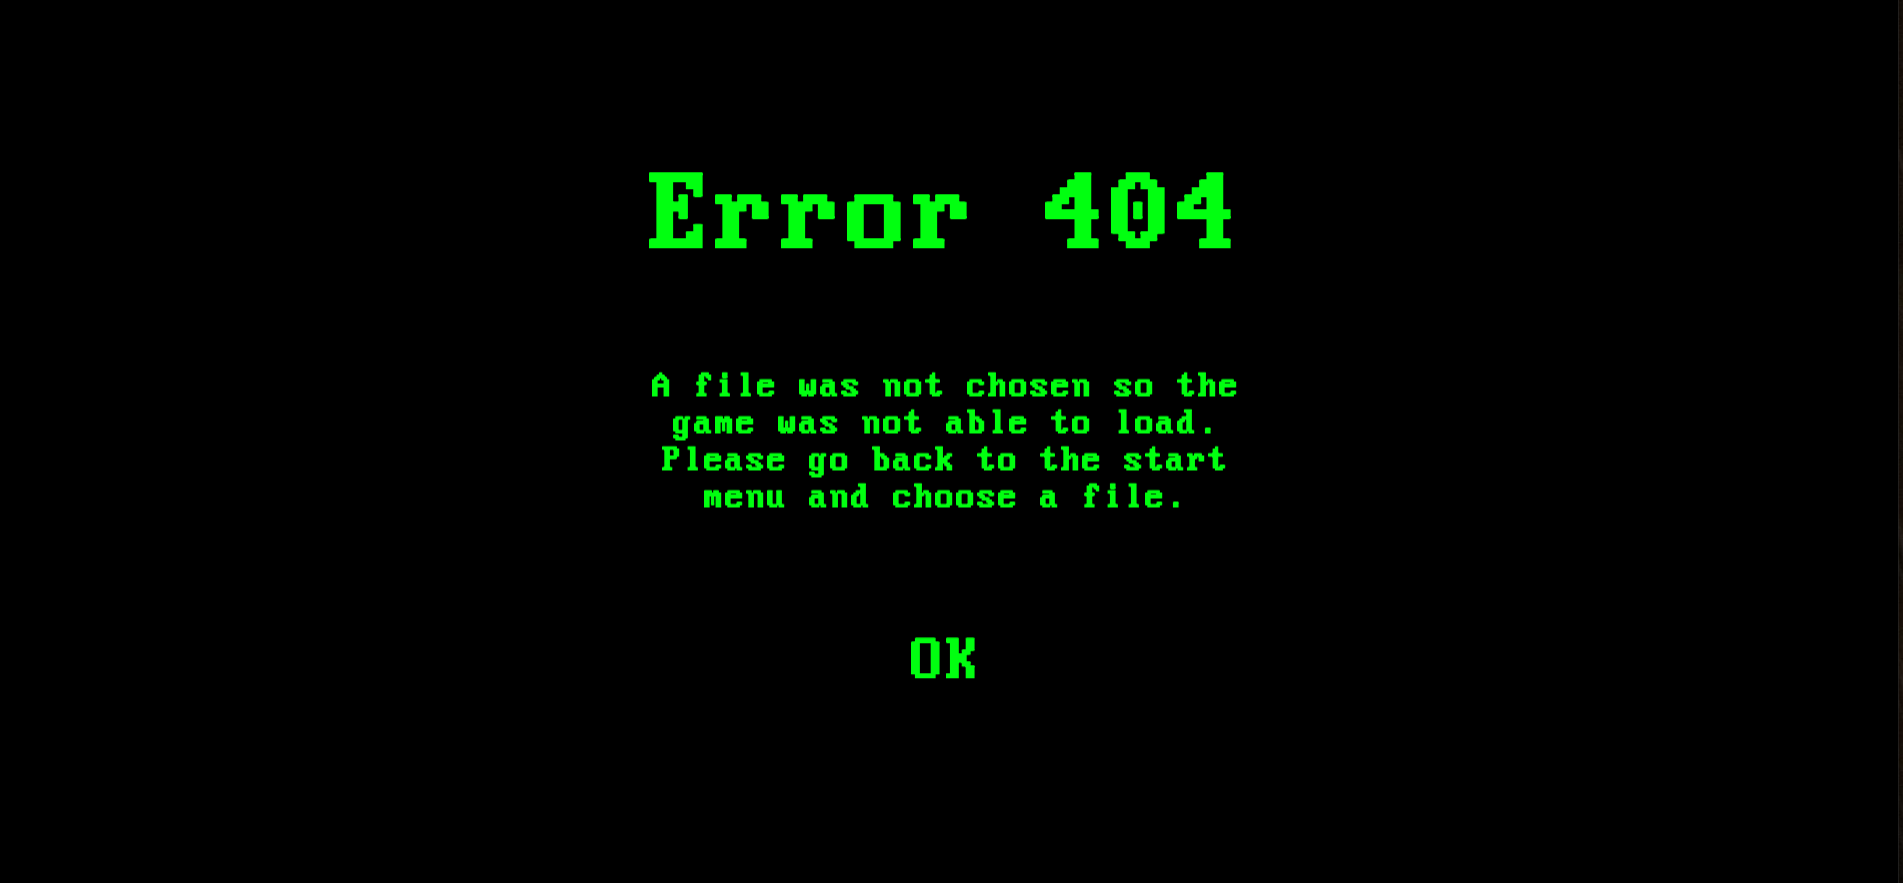 Error 404
A file was not chosen so the
game was not able to load.
Please go back to the start
menu and choose a file.
OK